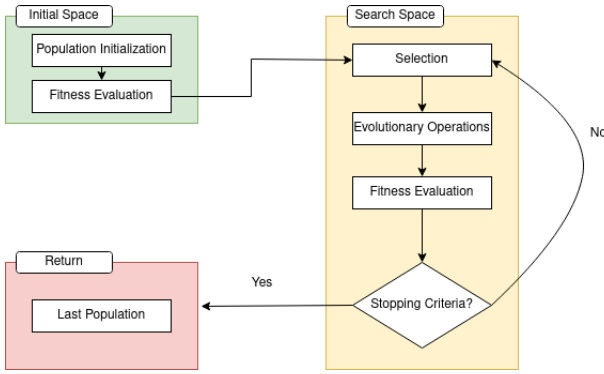 Initial Space
Population Initialization
Fitness Evaluation
Search Space
Selection
Evolutionary Operations
Fitness Evaluation
Stopping Criteria?
No
Yes
Return
Last Population